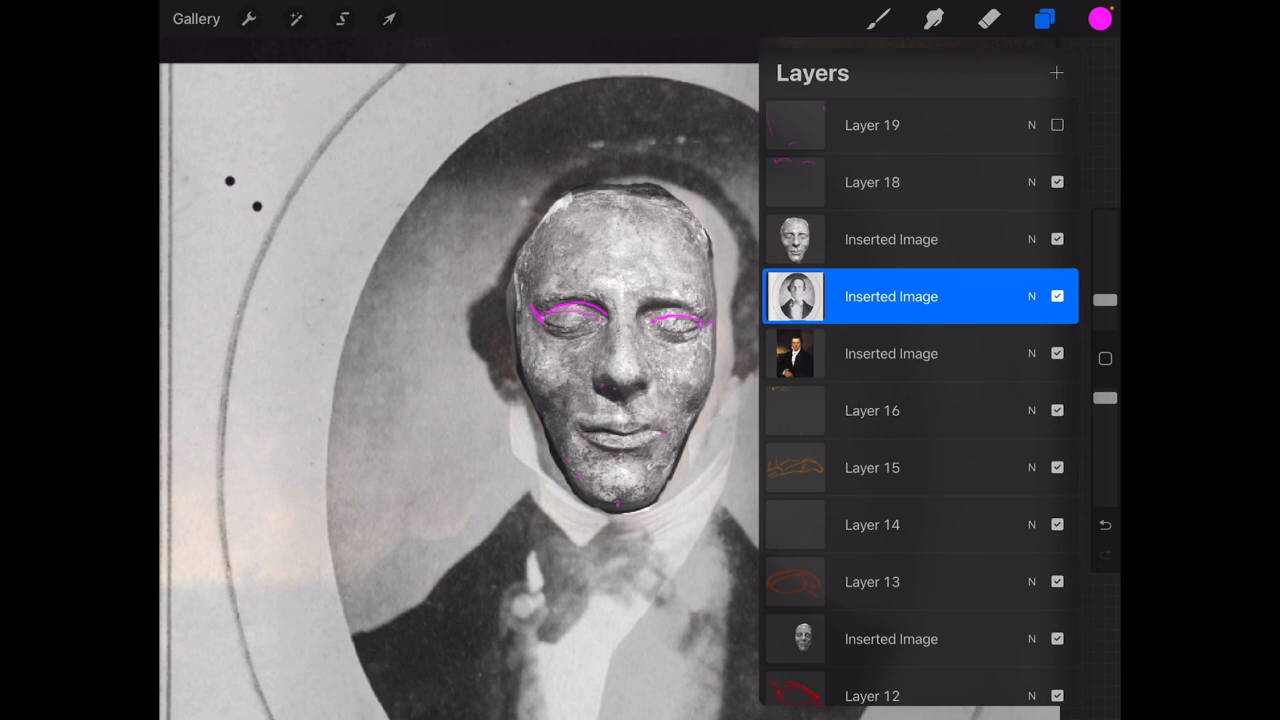 Gallery
Layers
Layer 19 N
Layer 18 N
Inserted Image N
Inserted Image N
Inserted Image N
Layer 16 N
Layer 15 N
Layer 14 N
Layer 13 N
Inserted Image N
Layer 12 N